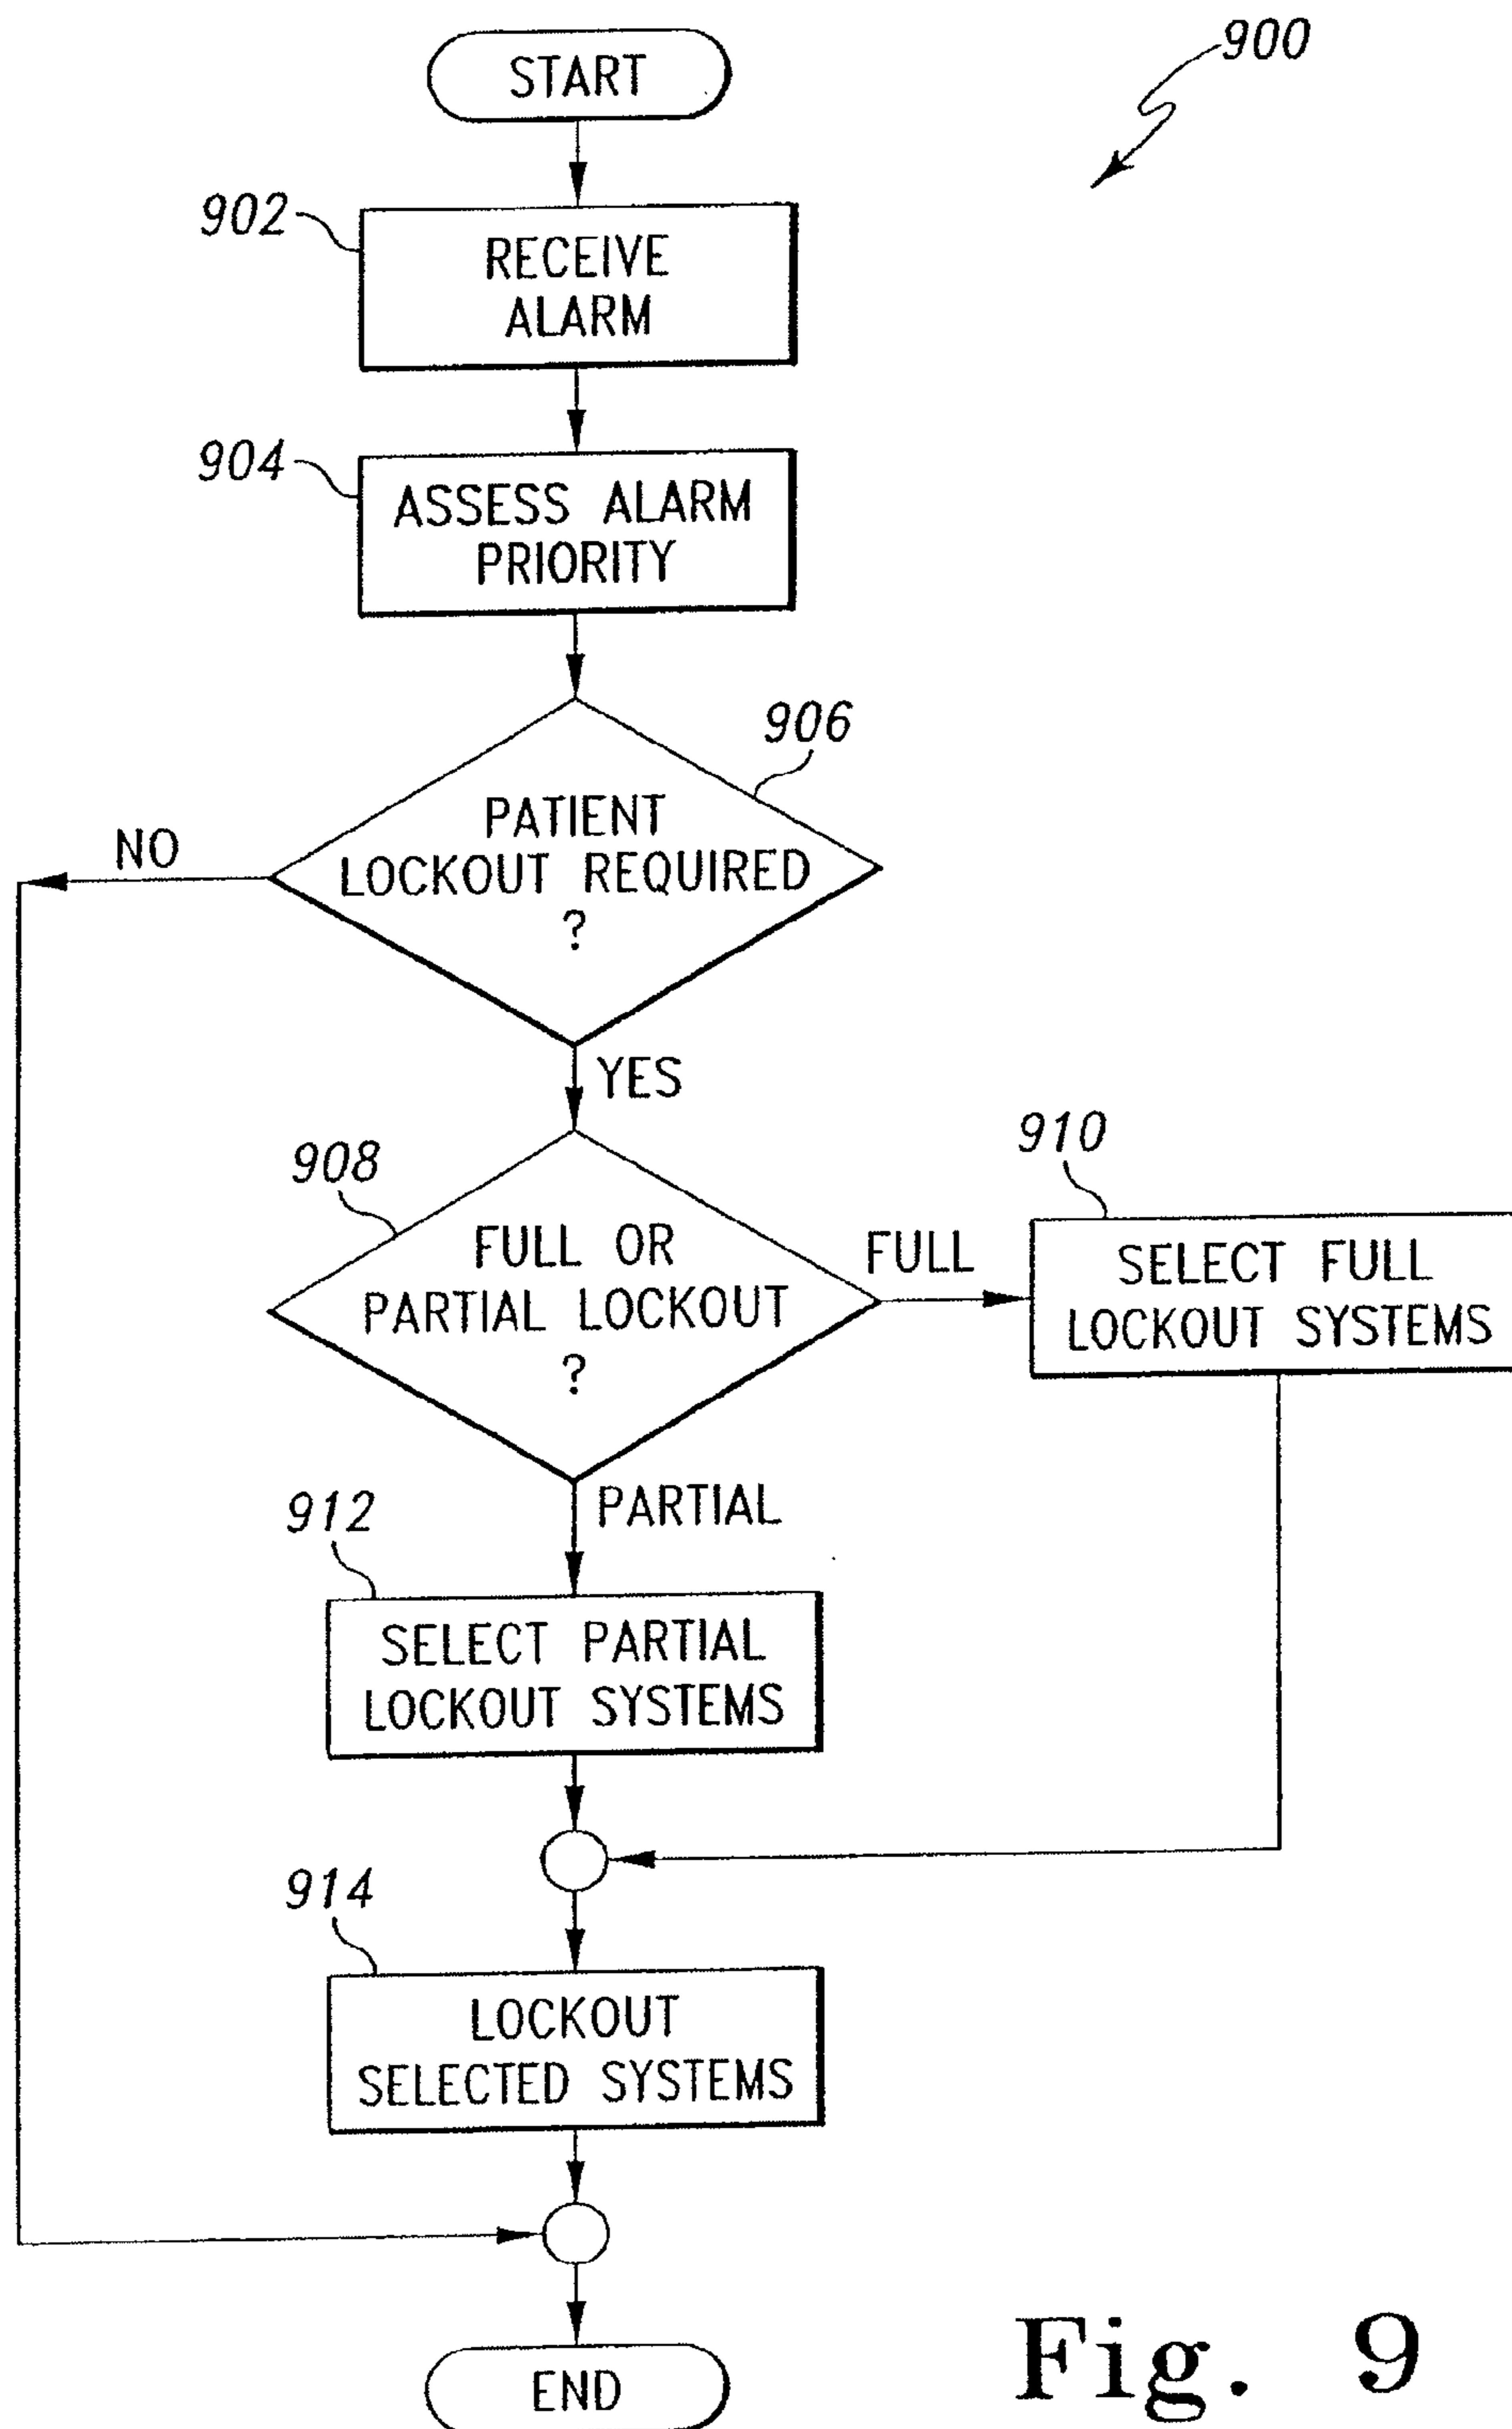 START
900
902
RECEIVE
ALARM
904
ASSESS ALARM
PRIORITY
906
PATIENT
LOCKOUT REQUIRED
?
NO
YES
908
FULL OR
PARTIAL LOCKOUT
?
FULL
910
SELECT FULL
LOCKOUT SYSTEMS
PARTIAL
912
SELECT PARTIAL
LOCKOUT SYSTEMS
914
LOCKOUT
SELECTED SYSTEMS
END
Fig. 9